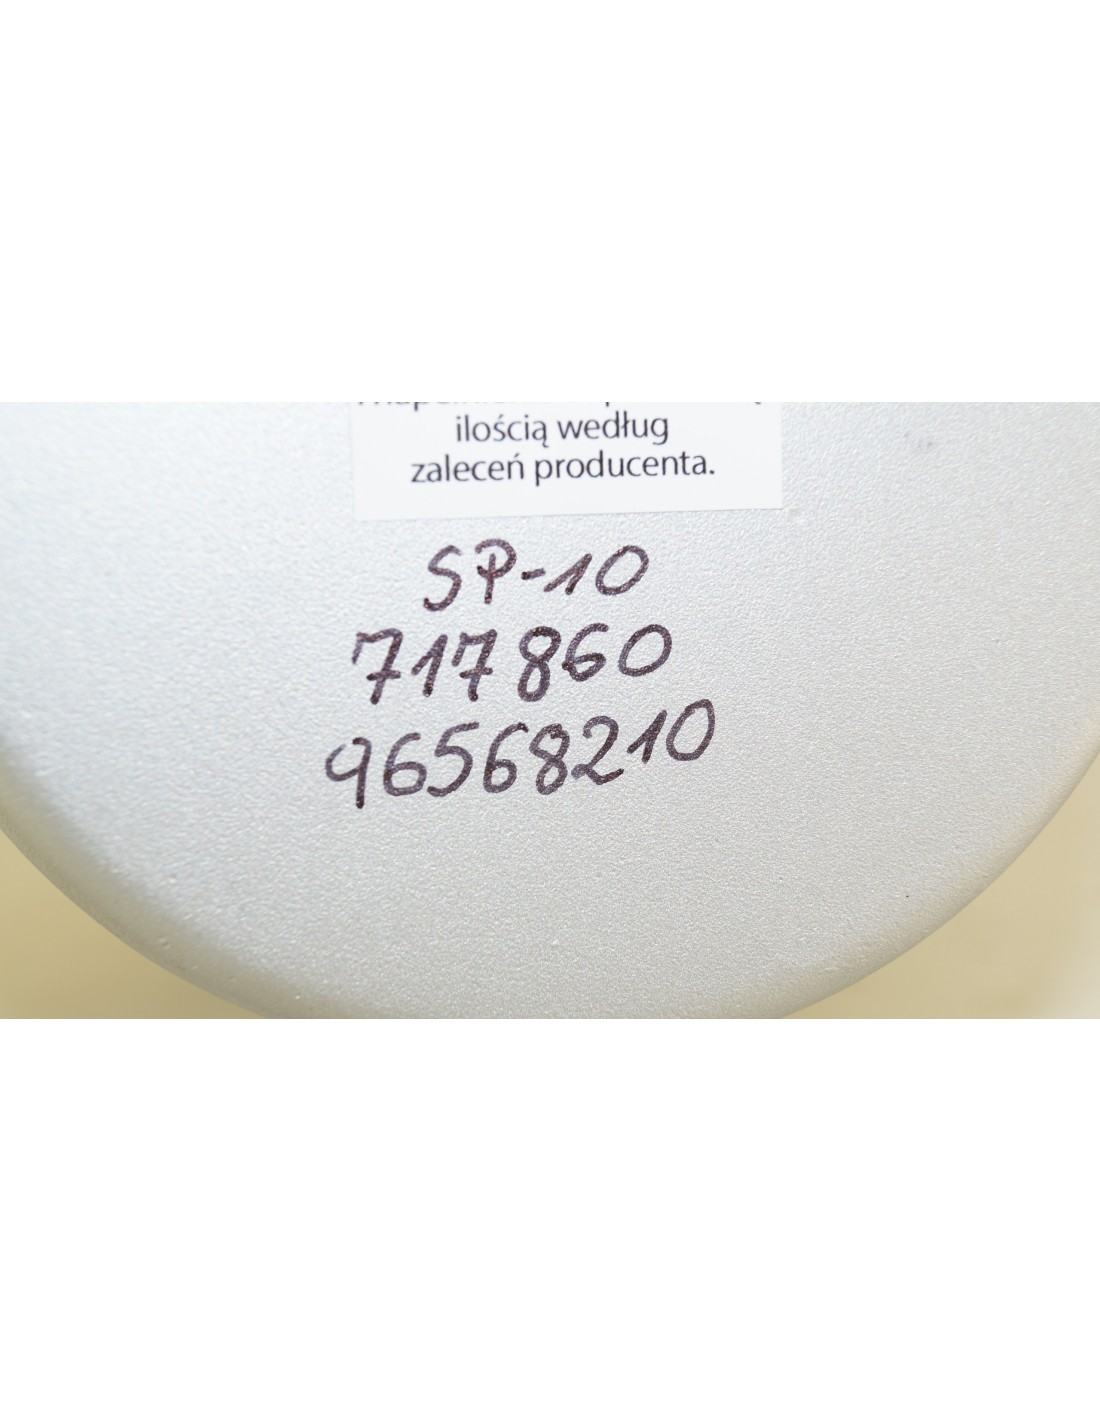 ilością według
zaleceń producenta.
SP-10
717860
96568210